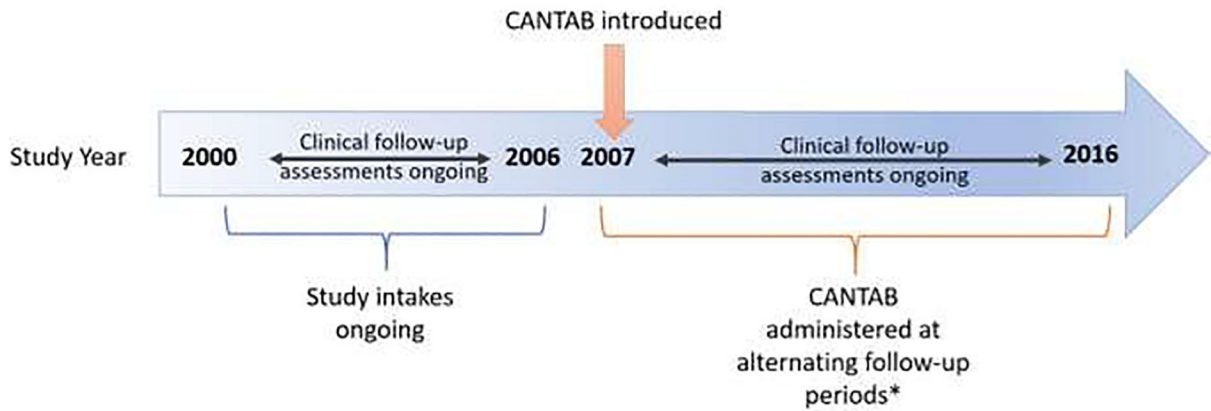 CANTAB introduced
Study Year
2000
Clinical follow-up
assessments ongoing
2006
2007
Clinical follow-up
assessments ongoing
2016
Study intakes
ongoing
CANTAB
administered at
alternating follow-up
periods*